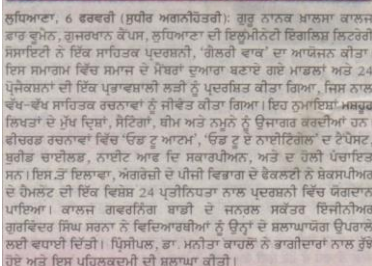 ਲੁਧਿਆਣਾ, 6 ਫਰਵਰੀ (ਸੁਧੀਰ ਅਗਨੀਹੋਤਰੀ): ਗੁਰੂ ਨਾਨਕ ਖ਼ਾਲਸਾ ਕਾਲਜ
ਫ਼ਾਰ ਵੂਮੈਨ, ਗੁਜਰਖਾਨ ਕੈਂਪਸ, ਲੁਧਿਆਣਾ ਦੀ ਇਲੂਮੀਨੇਟੀ ਇੰਗਲਿਸ਼ ਲਿਟਰੇਰੀ
ਸੋਸਾਇਟੀ ਨੇ ਇੱਕ ਸਾਹਿਤਕ ਪ੍ਰਦਰਸ਼ਨੀ, 'ਗੈਲਰੀ ਵਾਕ' ਦਾ ਆਯੋਜਨ ਕੀਤਾ
ਇਸ ਸਮਾਗਮ ਵਿੱਚ ਸਮਾਜ ਦੇ ਮੈਂਬਰਾਂ ਦੁਆਰਾ ਬਣਾਏ ਗਏ ਮਾਡਲਾਂ ਅਤੇ 24
ਪ੍ਰੋਜੈਕਸ਼ਨਾਂ ਦੀ ਇੱਕ ਪ੍ਰਭਾਵਸ਼ਾਲੀ ਲੜੀ ਨੂੰ ਪ੍ਰਦਰਸ਼ਿਤ ਕੀਤਾ ਗਿਆ, ਜਿਸ ਨਾਲ
ਵੱਖ-ਵੱਖ ਸਾਹਿਤਕ ਰਚਨਾਵਾਂ ਨੂੰ ਜੀਵੰਤ ਕੀਤਾ ਗਿਆ। ਇਹ ਨੁਮਾਇਸ਼ਾਂ ਮਸ਼ਹੂਰ
ਲਿਖਤਾਂ ਦੇ ਮੁੱਖ ਦ੍ਰਿਸ਼ਾਂ, ਸੈਟਿੰਗਾਂ, ਥੀਮ ਅਤੇ ਨਮੂਨੇ ਨੂੰ ਉਜਾਗਰ ਕਰਦੀਆਂ ਹਨ
ਫੀਚਰਡ ਰਚਨਾਵਾਂ ਵਿੱਚ 'ਓਡ ਟੂ ਆਟਮ', 'ਓਡ ਟੂ ਏ ਨਾਈਟਿੰਗੇਲ' ਦ ਟੈਂਪੈਸਟ
ਬੁਰੀਡ ਚਾਈਲਡ, ਨਾਈਟ ਆਫ ਦਿ ਸਕਾਰਪੀਅਨ, ਅਤੇ ਦ ਹੋਲੀ ਪੰਚਾਇਤ
ਸਨ।ਇਸ ਤੋਂ ਇਲਾਵਾ, ਅੰਗਰੇਜ਼ੀ ਦੇ ਪੀਜੀ ਵਿਭਾਗ ਦੇ ਫੈਕਲਟੀ ਨੇ ਸ਼ੇਕਸਪੀਅਰ
ਦੇ ਹੈਮਲੇਟ ਦੀ ਇੱਕ ਵਿਸ਼ੇਸ਼ 24 ਪ੍ਰਤੀਨਿਧਤਾ ਨਾਲ ਪ੍ਰਦਰਸ਼ਨੀ ਵਿੱਚ ਯੋਗਦਾਨ
ਪਾਇਆ। ਕਾਲਜ ਗਵਰਨਿੰਗ ਬਾਡੀ ਦੇ ਜਨਰਲ ਸਕੱਤਰ ਇੰਜੀਨੀਅਰ
ਗੁਰਵਿੰਦਰ ਸਿੰਘ ਸਰਨਾ ਨੇ ਵਿਦਿਆਰਥੀਆਂ ਨੂੰ ਉਨ੍ਹਾਂ ਦੇ ਸ਼ਲਾਘਾਯੋਗ ਉਪਰਾਲੇ
ਲਈ ਵਧਾਈ ਦਿੱਤੀ। ਪ੍ਰਿੰਸੀਪਲ, ਡਾ. ਮਨੀਤਾ ਕਾਹਲੋਂ ਨੇ ਭਾਗੀਦਾਰਾਂ ਨਾਲ ਰੁੱਝੇ
ਹੋਏ ਅਤੇ ਇਸ ਪਹਿਲਕਦਮੀ ਦੀ ਸ਼ਲਾਘਾ ਕੀਤੀ।